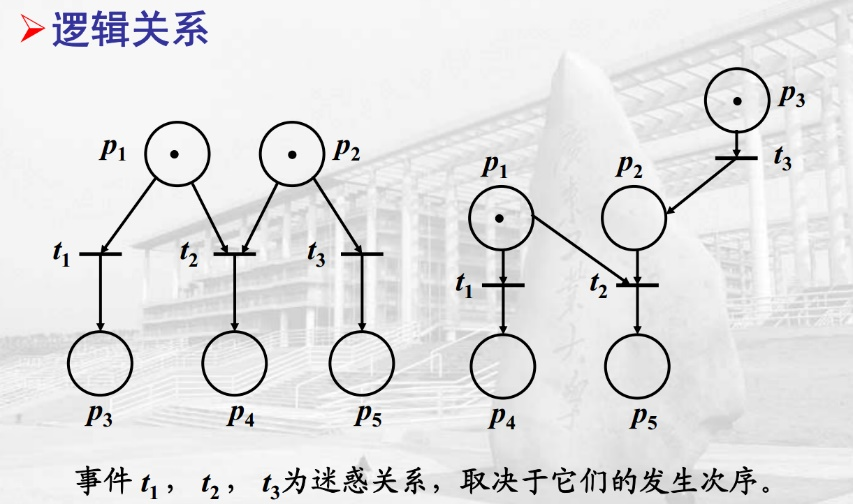 逻辑关系
p1 p2
t1 t2 t3
p3 p4 p5
p3
t3
p1 p2
t1 t2
p4 p5
事件 t1， t2， t3为迷惑关系，取决于它们的发生次序。